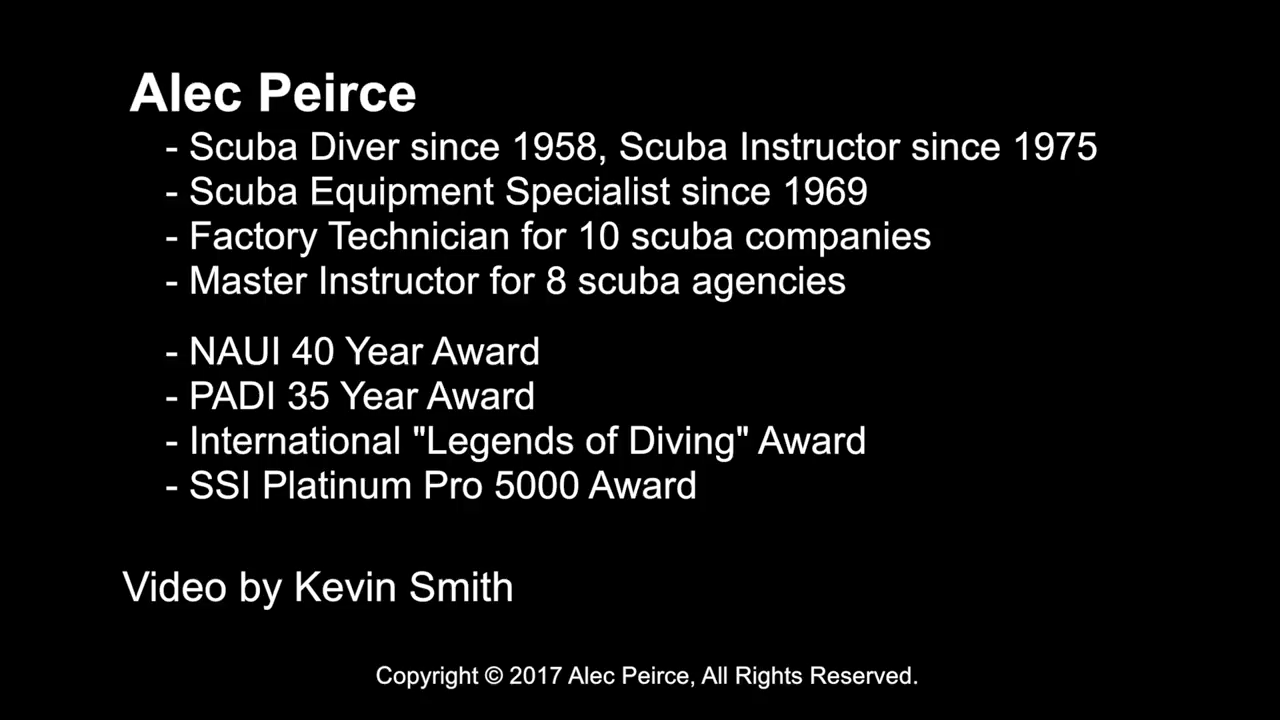 Alec Peirce
- Scuba Diver since 1958, Scuba Instructor since 1975
- Scuba Equipment Specialist since 1969
- Factory Technician for 10 scuba companies
- Master Instructor for 8 scuba agencies
- NAUI 40 Year Award
- PADI 35 Year Award
- International "Legends of Diving" Award
- SSI Platinum Pro 5000 Award
Video by Kevin Smith
Copyright © 2017 Alec Peirce, All Rights Reserved.